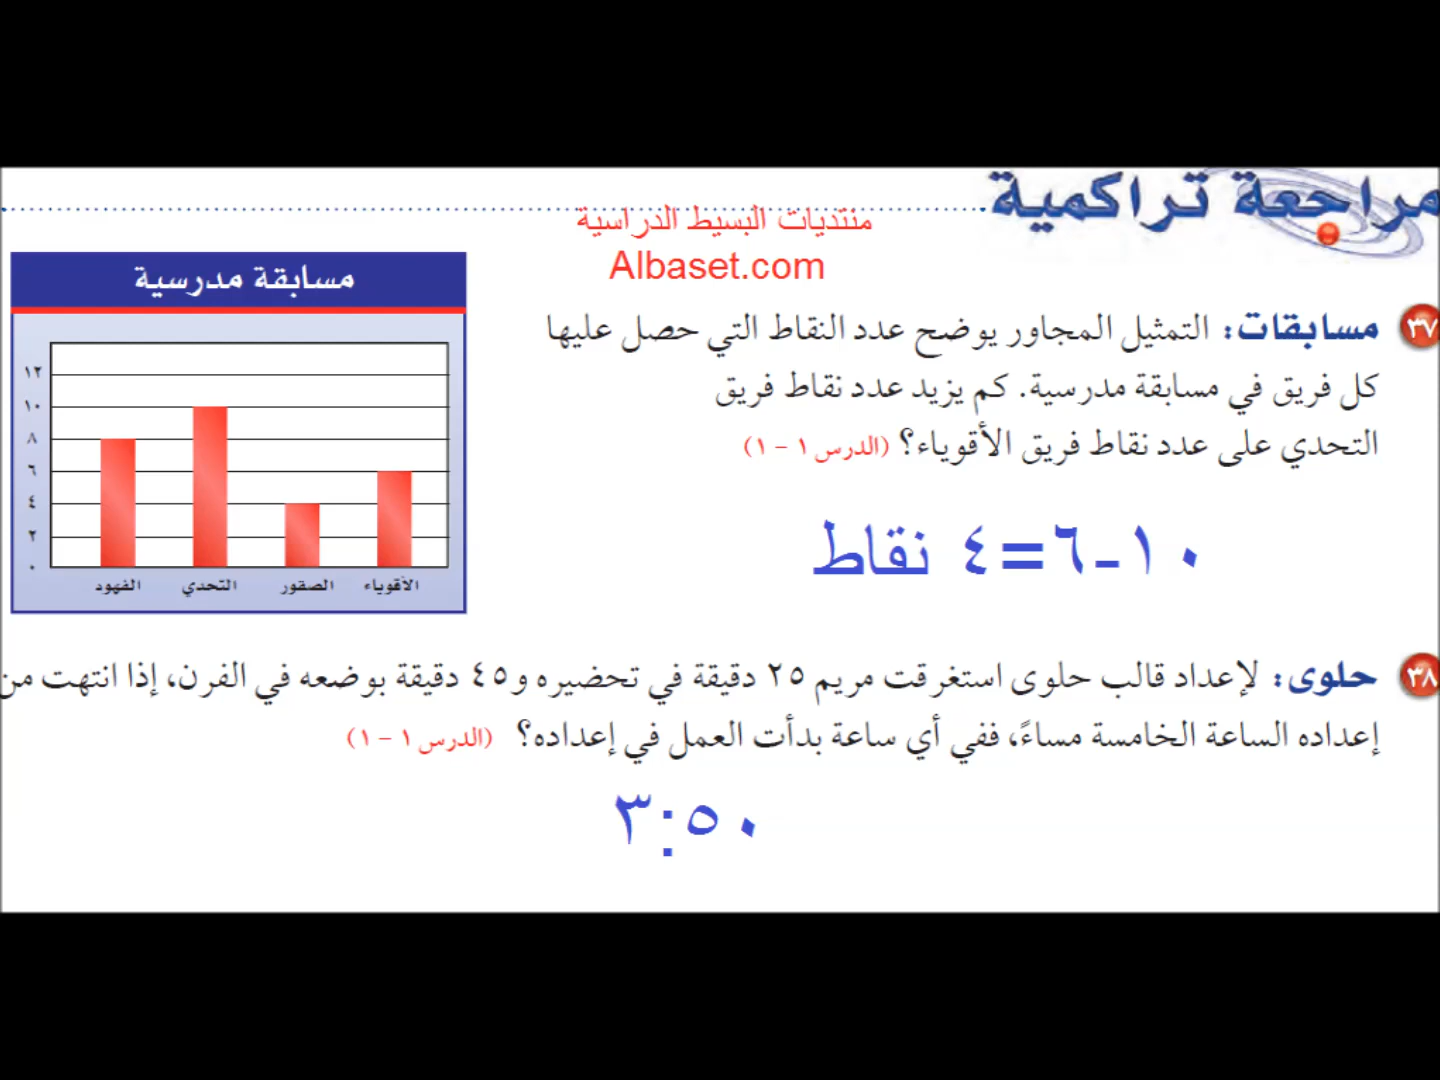 مراجعة تراكمية
منتديات البسيط الدراسية
Albaset.com
٣٧ مسابقات: التمثيل المجاور يوضح عدد النقاط التي حصل عليها
كل فريق في مسابقة مدرسية. كم يزيد عدد نقاط فريق
التحدي على عدد نقاط فريق الأقوياء؟ (الدرس ١ - ١)
١٠-٦=٤ نقاط
مسابقة مدرسية
١٢
١٠
٨
٦
٤
٢
٠
الفهود التحدي الصقور الأقوياء
٣٨ حلوى: لإعداد قالب حلوى استغرقت مريم ٢٥ دقيقة في تحضيره و٤٥ دقيقة بوضعه في الفرن، إذا انتهت من
إعداده الساعة الخامسة مساءً، ففي أي ساعة بدأت العمل في إعداده؟ (الدرس ١ - ١)
٣:٥٠